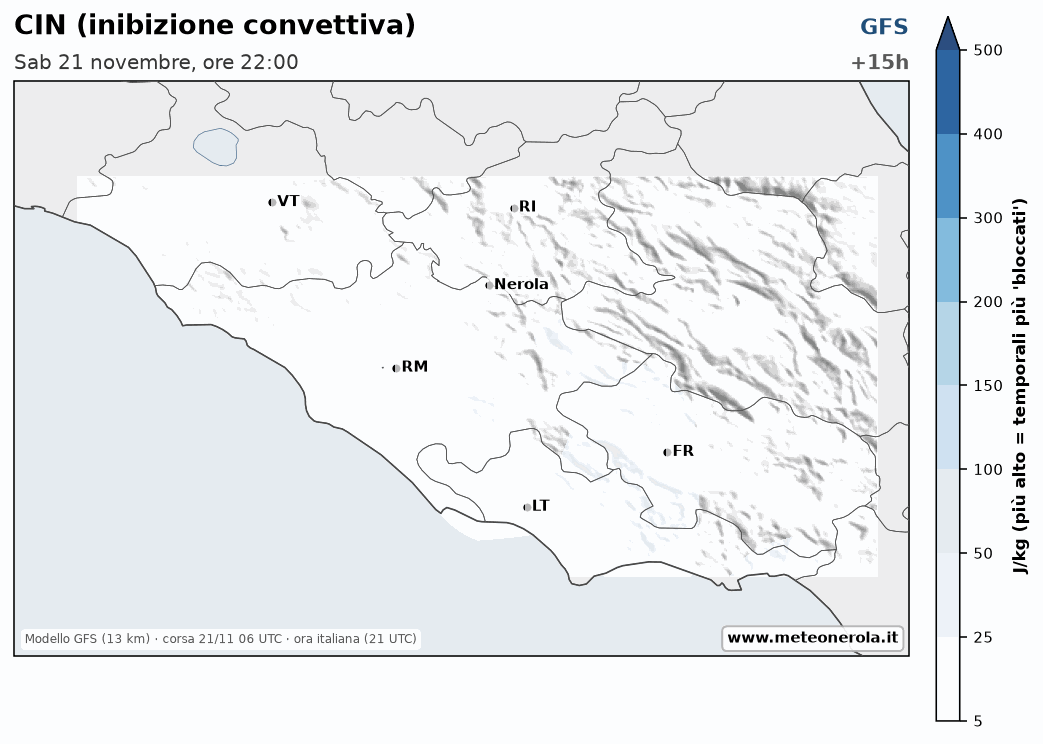 CIN (inibizione convettiva)
GFS
Sab 21 novembre, ore 22:00
+15h
500
400
300
200
150
100
50
25
5
J/kg (più alto = temporali più 'bloccati')
VT
RI
Nerola
RM
FR
LT
Modello GFS (13 km) · corsa 21/11 06 UTC · ora italiana (21 UTC)
www.meteonerola.it